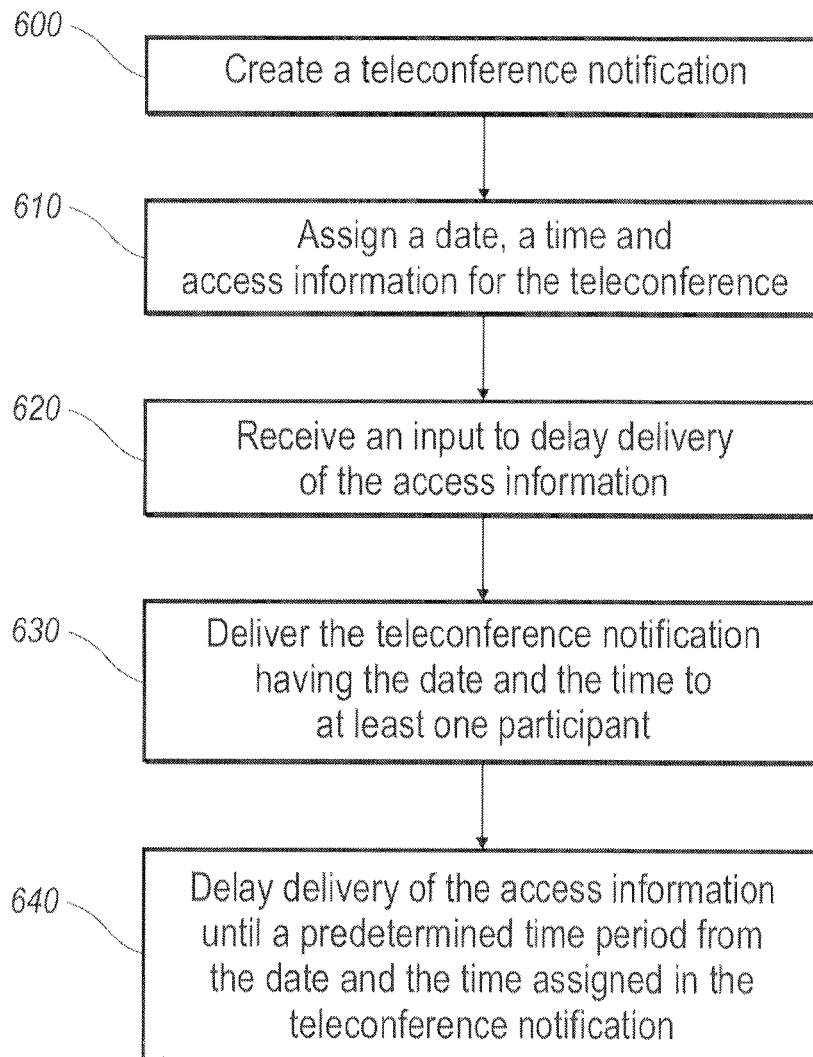 600
Create a teleconference notification
610
Assign a date, a time and
access information for the teleconference
620
Receive an input to delay delivery
of the access information
630
Deliver the teleconference notification
having the date and the time to
at least one participant
640
Delay delivery of the access information
until a predetermined time period from
the date and the time assigned in the
teleconference notification